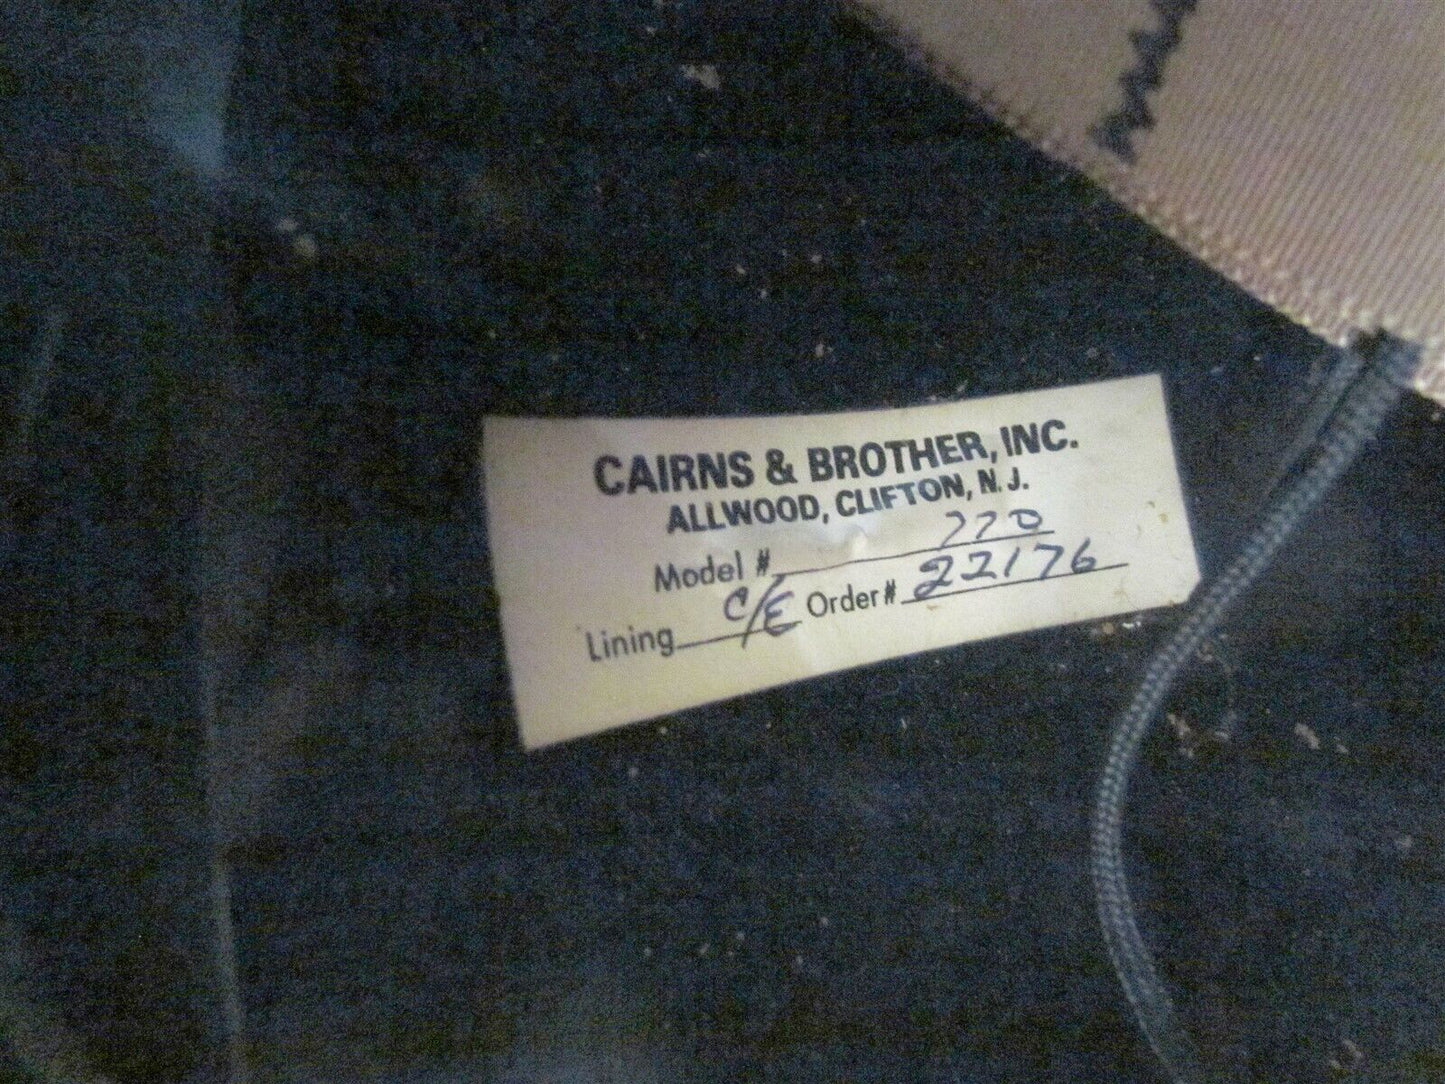 CAIRNS & BROTHER, INC.
ALLWOOD, CLIFTON, N. J.
Model # 770
Lining C/E Order# 22176